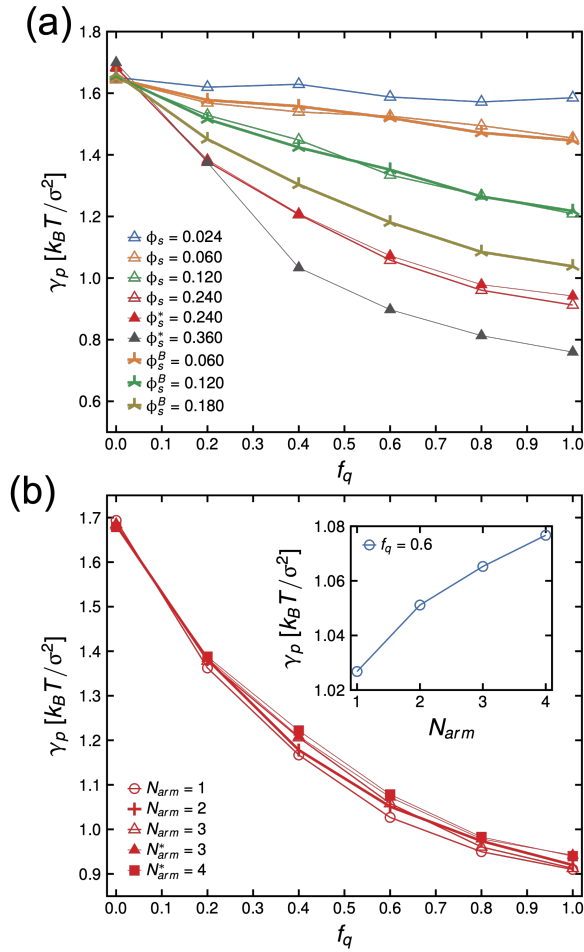 (a)
1.8
1.6
1.4
1.2
1.0
0.8
0.6
γp [kBT/σ²]
ϕs = 0.024
ϕs = 0.060
ϕs = 0.120
ϕs = 0.240
ϕs* = 0.240
ϕs* = 0.360
ϕsB = 0.060
ϕsB = 0.120
ϕsB = 0.180
0.0 0.1 0.2 0.3 0.4 0.5 0.6 0.7 0.8 0.9 1.0
fq
(b)
1.7
1.6
1.5
1.4
1.3
1.2
1.1
1.0
0.9
γp [kBT/σ²]
1.08
1.06
1.04
1.02
γp [kBT/σ²]
fq = 0.6
1 2 3 4
Narm
Narm = 1
Narm = 2
Narm = 3
N*arm = 3
N*arm = 4
0.0 0.1 0.2 0.3 0.4 0.5 0.6 0.7 0.8 0.9 1.0
fq